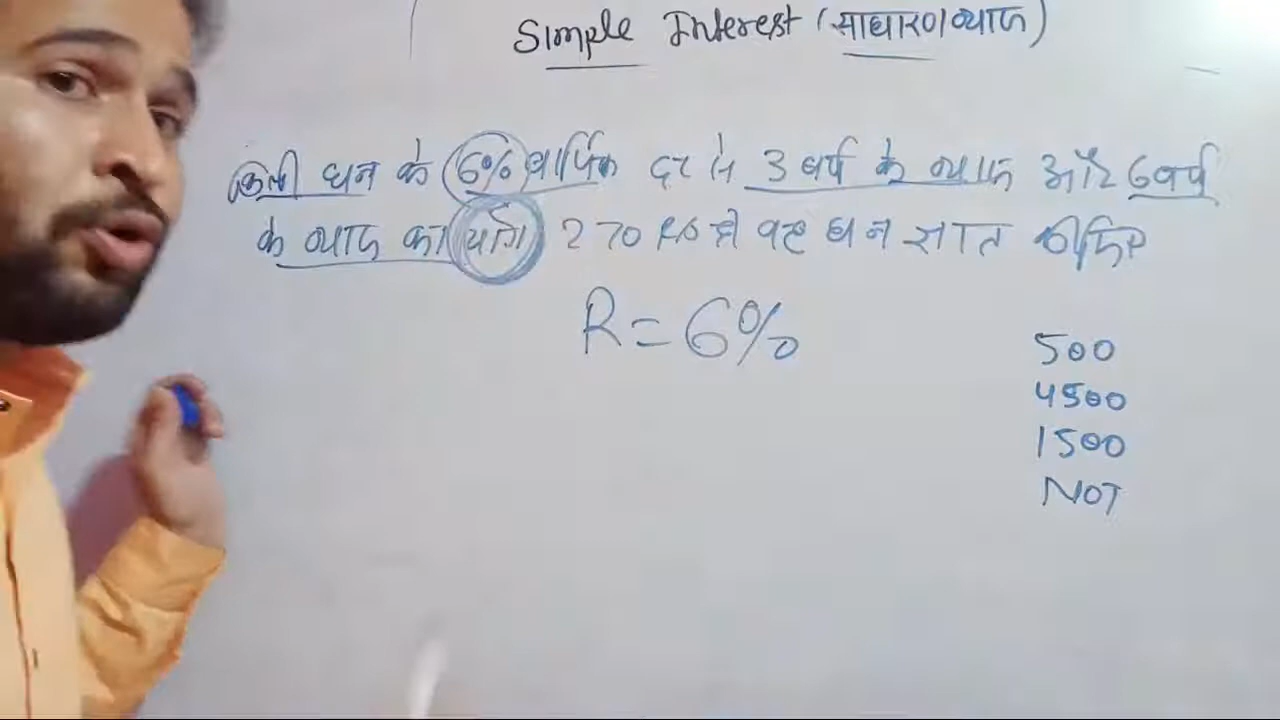 Simple Interest (साधारण ब्याज)
किसी धन के 6% वार्षिक दर से 3 वर्ष के ब्याज और 6 वर्ष
के ब्याज का योग 270 RS है वह धन ज्ञात कीजिए
R = 6%
500
4500
1500
NOT